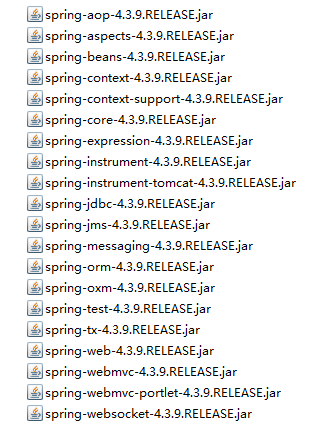 spring-aop-4.3.9.RELEASE.jar
spring-aspects-4.3.9.RELEASE.jar
spring-beans-4.3.9.RELEASE.jar
spring-context-4.3.9.RELEASE.jar
spring-context-support-4.3.9.RELEASE.jar
spring-core-4.3.9.RELEASE.jar
spring-expression-4.3.9.RELEASE.jar
spring-instrument-4.3.9.RELEASE.jar
spring-instrument-tomcat-4.3.9.RELEASE.jar
spring-jdbc-4.3.9.RELEASE.jar
spring-jms-4.3.9.RELEASE.jar
spring-messaging-4.3.9.RELEASE.jar
spring-orm-4.3.9.RELEASE.jar
spring-oxm-4.3.9.RELEASE.jar
spring-test-4.3.9.RELEASE.jar
spring-tx-4.3.9.RELEASE.jar
spring-web-4.3.9.RELEASE.jar
spring-webmvc-4.3.9.RELEASE.jar
spring-webmvc-portlet-4.3.9.RELEASE.jar
spring-websocket-4.3.9.RELEASE.jar